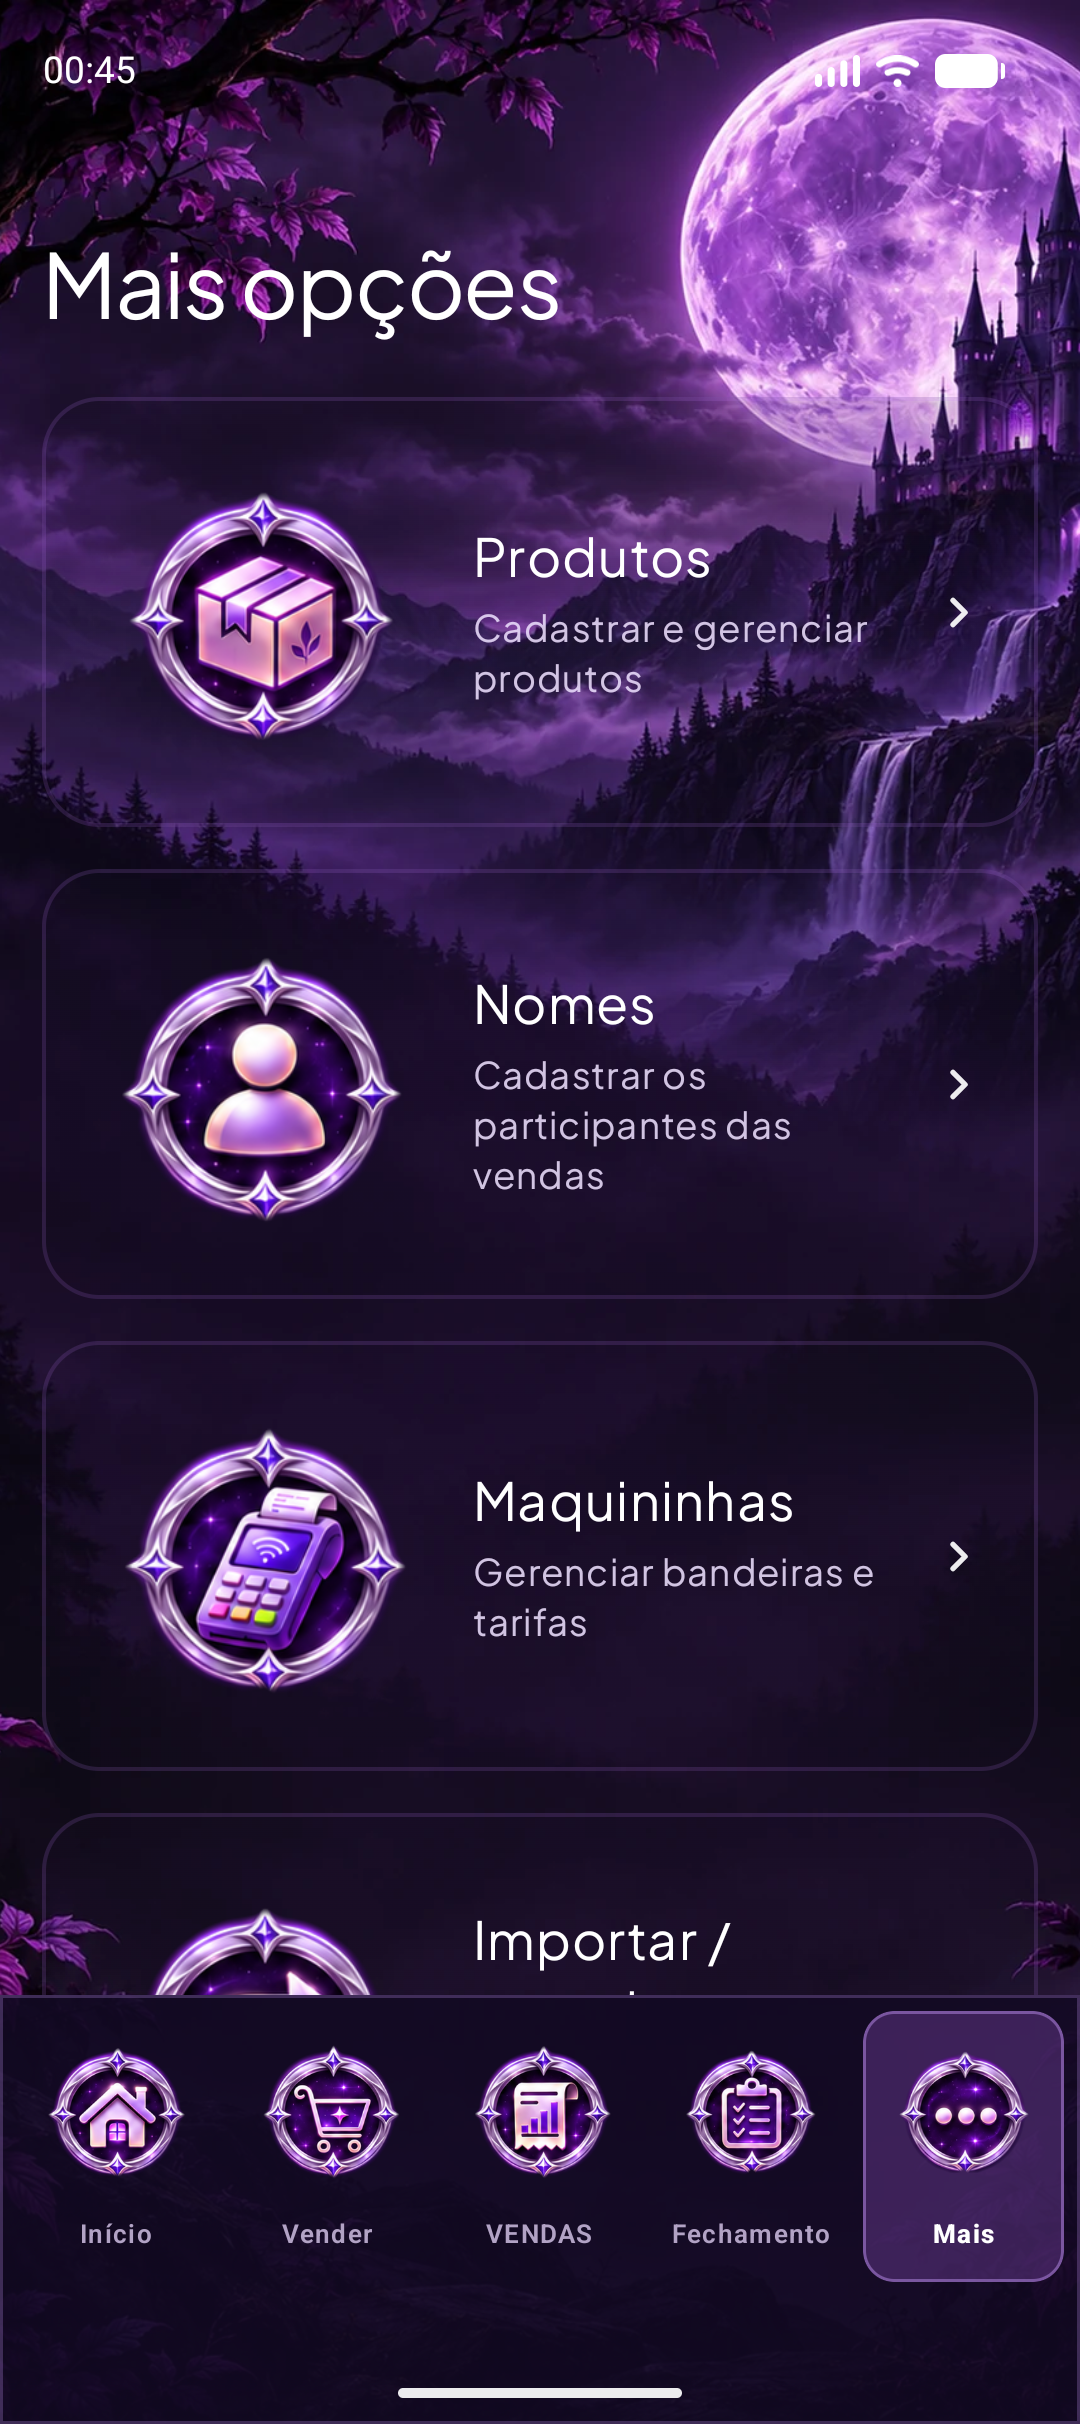 00:45
Mais opções
Produtos
Cadastrar e gerenciar
produtos
Nomes
Cadastrar os
participantes das
vendas
Maquininhas
Gerenciar bandeiras e
tarifas
Importar /
Início
Vender
VENDAS
Fechamento
Mais